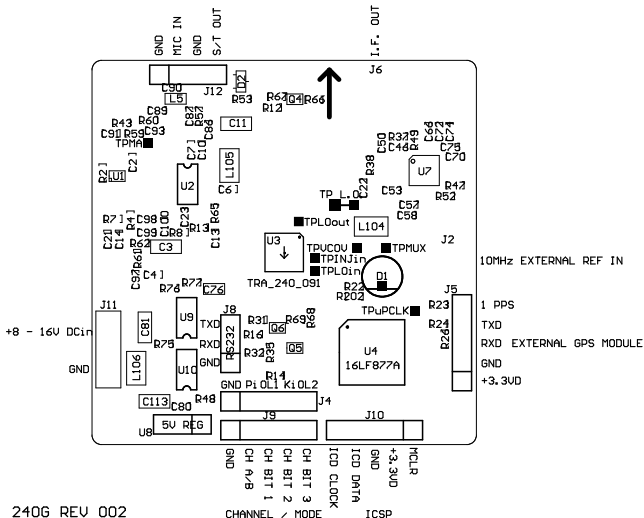 GND
MIC IN
GND
S/T OUT
I.F. OUT
J6
J12
C90
L5
D2
R53
R67
R12
Q4
R66
C89
R60
C87
R57
C86
C11
R43
C91
R59
C93
TPMA
C50
R37
C46
R49
C66
C72
C74
C75
C70
R2
U1
C2
C7
C10
L105
U2
C6
R38
U7
C22
C53
R47
R52
TP L.O
C57
C58
R7
R4
C98
C100
C23
R65
TPLOout
L104
C21
C14
C99
R8
R13
C13
R62
C3
U3
TPVCOV
TPMUX
J2
R61
TPINJin
TPLOin
D1
10MHz EXTERNAL REF IN
C97
C4
TRA_240_091
R76
R77
C76
R22
R202
J5
J11
U9
J8
R31
R69
R68
TPuPCLK
R23
1 PPS
+8 - 16V DCin
C81
TXD
R16
Q6
R24
TXD
R75
RXD
RS232
R26
RXD
EXTERNAL GPS MODULE
GND
L106
U10
GND
R32
R35
Q5
U4
16LF877A
GND
R14
+3.3VD
C113
C80
R48
GND
PiOL1
KiOL2
J4
U8
5V REG
J9
J10
GND
CH A/B
CH BIT 1
CH BIT 2
CH BIT 3
ICD CLOCK
ICD DATA
GND
+3.3VD
MCLR
240G REV 002
CHANNEL / MODE
ICSP